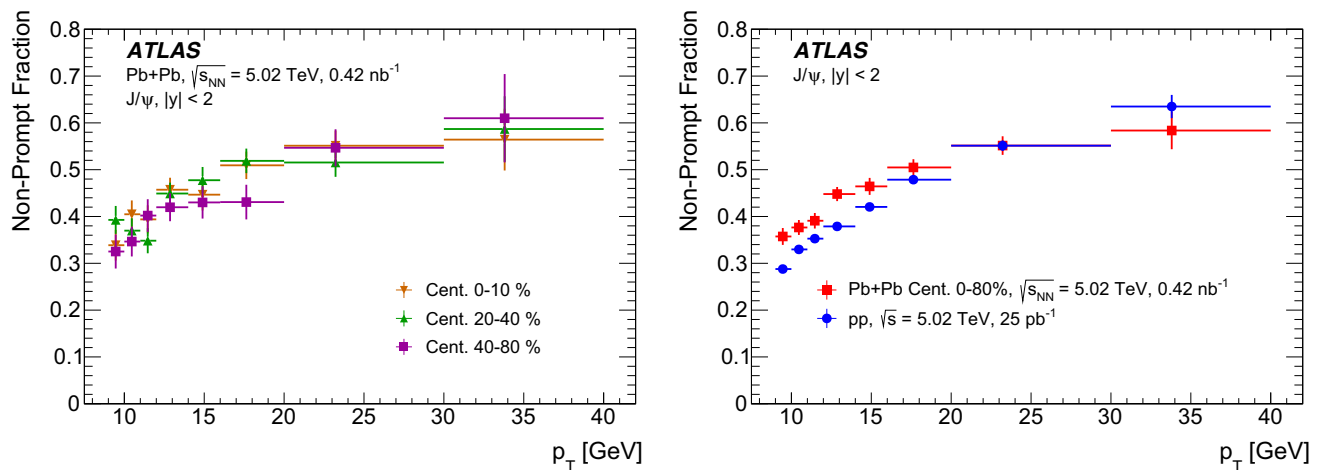 ATLAS
Pb+Pb, √sNN = 5.02 TeV, 0.42 nb-1
J/ψ, |y| < 2
Non-Prompt Fraction
0.8
0.7
0.6
0.5
0.4
0.3
0.2
0.1
0
Cent. 0-10 %
Cent. 20-40 %
Cent. 40-80 %
10 15 20 25 30 35 40
pT [GeV]
ATLAS
J/ψ, |y| < 2
Non-Prompt Fraction
0.8
0.7
0.6
0.5
0.4
0.3
0.2
0.1
0
Pb+Pb Cent. 0-80%, √sNN = 5.02 TeV, 0.42 nb-1
pp, √s = 5.02 TeV, 25 pb-1
10 15 20 25 30 35 40
pT [GeV]